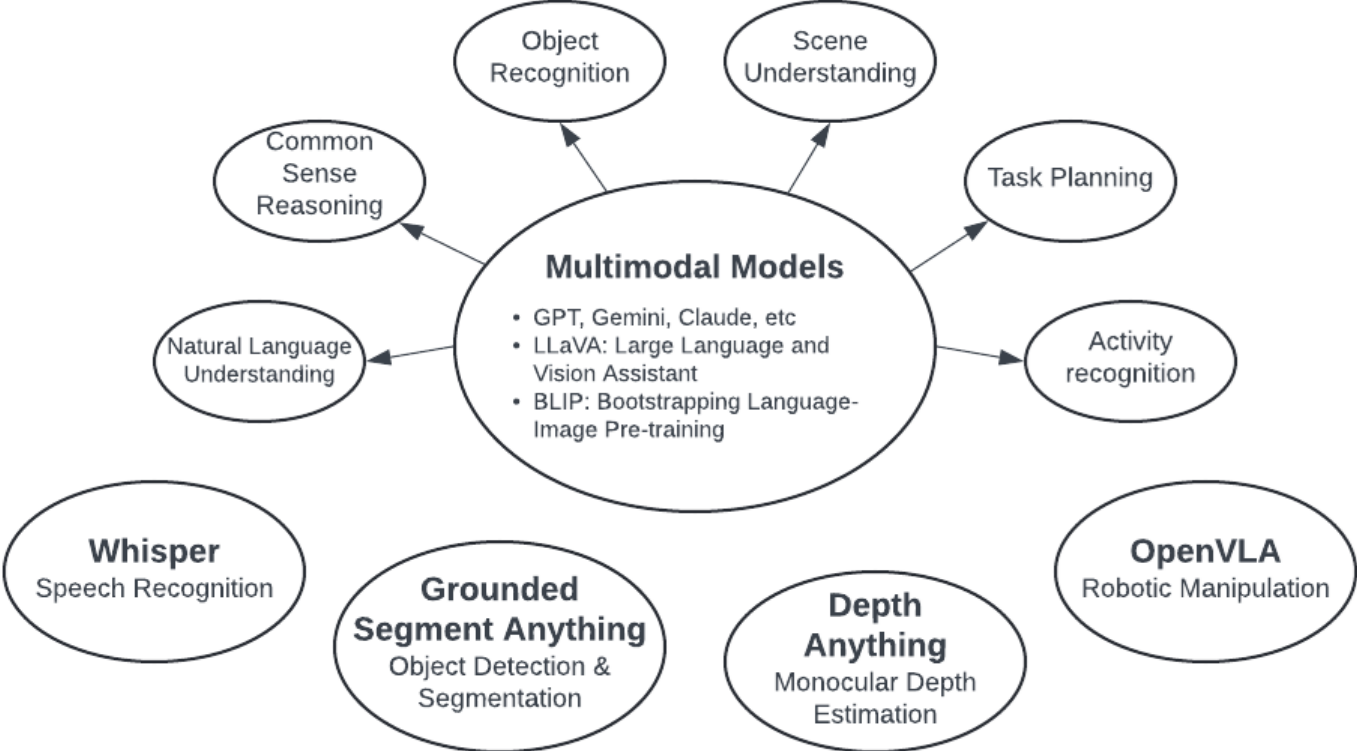 Object
Recognition
Scene
Understanding
Common
Sense
Reasoning
Task Planning
Multimodal Models
• GPT, Gemini, Claude, etc
• LLaVA: Large Language and
Vision Assistant
• BLIP: Bootstrapping Language-
Image Pre-training
Natural Language
Understanding
Activity
recognition
Whisper
Speech Recognition
Grounded
Segment Anything
Object Detection &
Segmentation
Depth
Anything
Monocular Depth
Estimation
OpenVLA
Robotic Manipulation